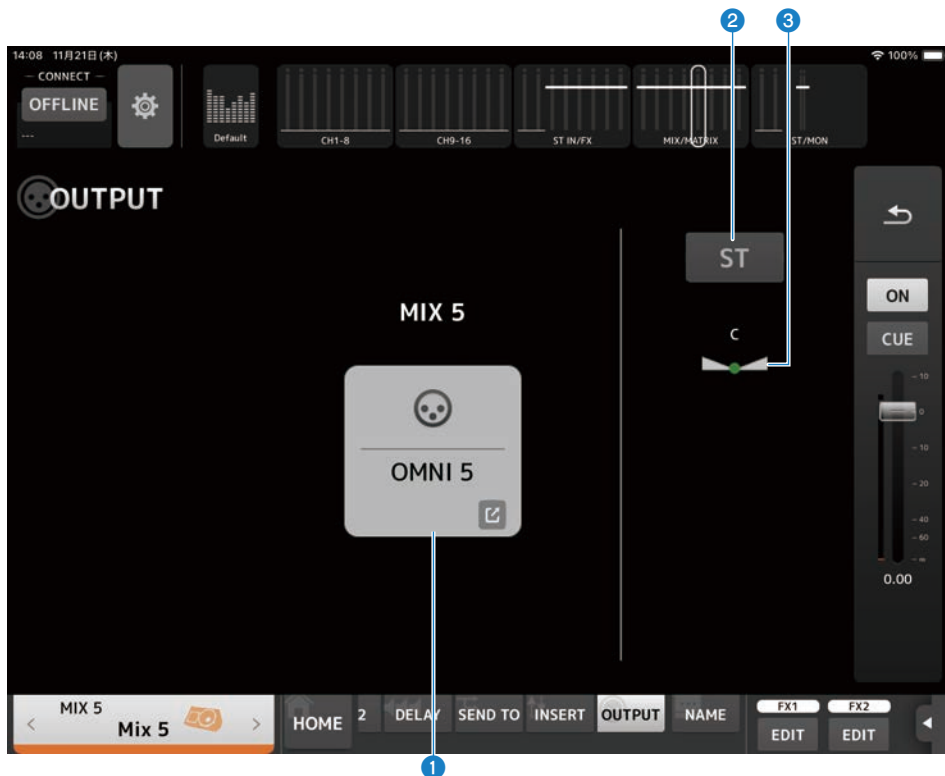 2 3
14:08 11月21日(木) 100%
CONNECT
OFFLINE
---
Default
CH1-8
CH9-16
ST IN/FX
MIX/MATRIX
ST/MON
OUTPUT
ST
C
MIX 5
OMNI 5
ON
CUE
10
0
10
20
40
60
∞
0.00
MIX 5
Mix 5
HOME
2
DELAY
SEND TO
INSERT
OUTPUT
NAME
FX1
EDIT
FX2
EDIT
1